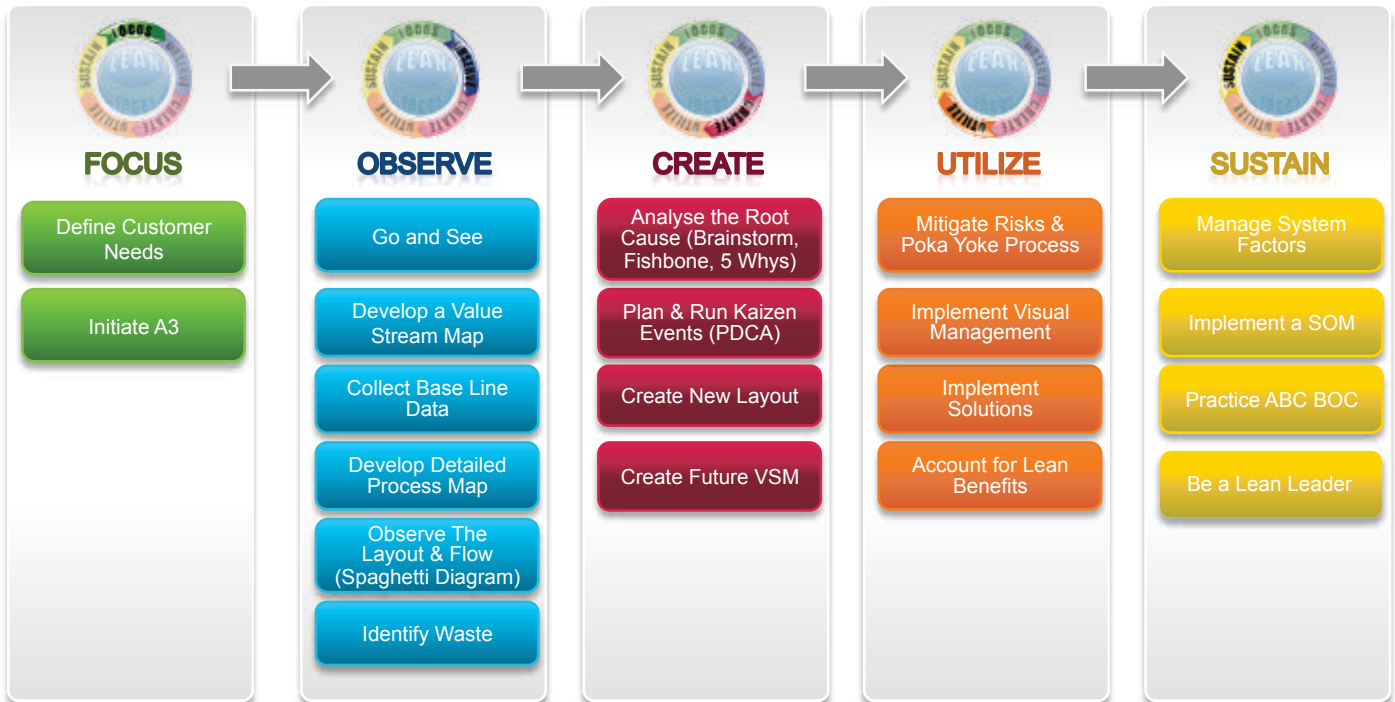 FOCUS
Define Customer
Needs
Initiate A3
OBSERVE
Go and See
Develop a Value
Stream Map
Collect Base Line
Data
Develop Detailed
Process Map
Observe The
Layout & Flow
(Spaghetti Diagram)
Identify Waste
CREATE
Analyse the Root
Cause (Brainstorm,
Fishbone, 5 Whys)
Plan & Run Kaizen
Events (PDCA)
Create New Layout
Create Future VSM
UTILIZE
Mitigate Risks &
Poka Yoke Process
Implement Visual
Management
Implement
Solutions
Account for Lean
Benefits
SUSTAIN
Manage System
Factors
Implement a SOM
Practice ABC BOC
Be a Lean Leader